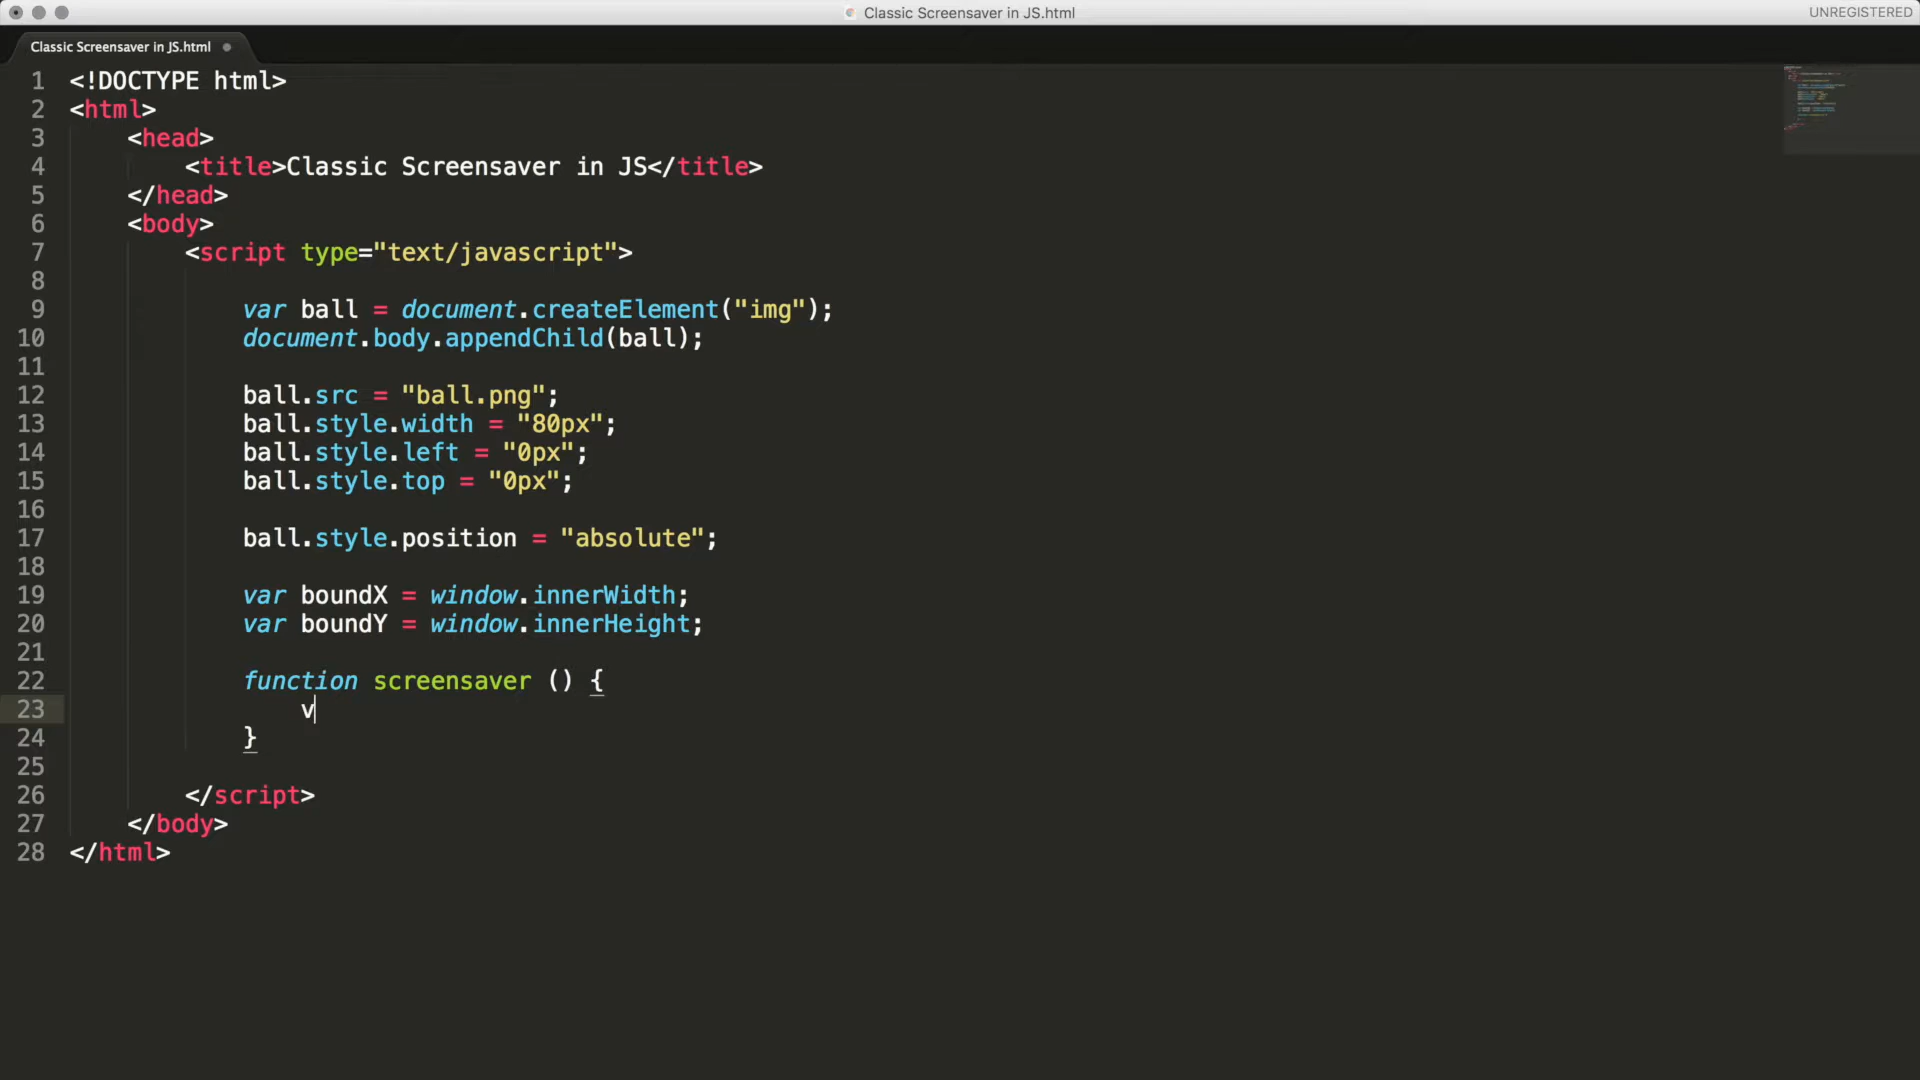 Classic Screensaver in JS.html
UNREGISTERED
Classic Screensaver in JS.html
1 <!DOCTYPE html>
2 <html>
3 <head>
4 <title>Classic Screensaver in JS</title>
5 </head>
6 <body>
7 <script type="text/javascript">
8
9 var ball = document.createElement("img");
10 document.body.appendChild(ball);
11
12 ball.src = "ball.png";
13 ball.style.width = "80px";
14 ball.style.left = "0px";
15 ball.style.top = "0px";
16
17 ball.style.position = "absolute";
18
19 var boundX = window.innerWidth;
20 var boundY = window.innerHeight;
21
22 function screensaver () {
23 v
24 }
25
26 </script>
27 </body>
28 </html>